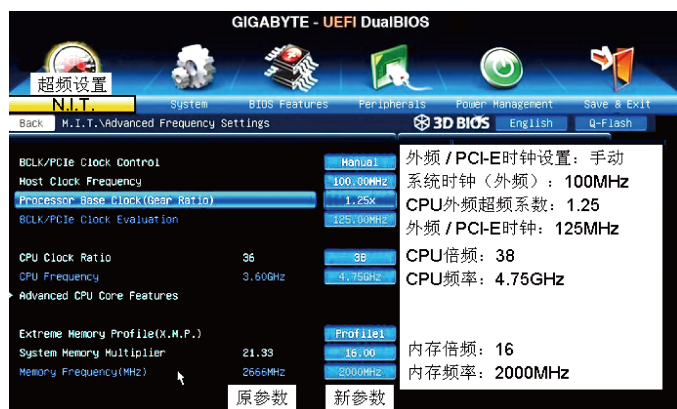 GIGABYTE - UEFI DualBIOS
超频设置
N.I.T. System BIOS Features Peripherals Power Management Save & Exit
Back M.I.T.\Advanced Frequency Settings 3D BIOS English Q-Flash
BCLK/PCIe Clock Control Manual 外频 / PCI-E时钟设置：手动
Host Clock Frequency 100.00MHz 系统时钟（外频）：100MHz
Processor Base Clock(Gear Ratio) 1.25x CPU外频超频系数：1.25
BCLK/PCIe Clock Evaluation 125.00MHz 外频 / PCI-E时钟：125MHz
CPU Clock Ratio 36 38 CPU倍频：38
CPU Frequency 3.60GHz 4.75GHz CPU频率：4.75GHz
Advanced CPU Core Features
Extreme Memory Profile(X.M.P.) Profile1
System Memory Multiplier 21.33 16.00 内存倍频：16
Memory Frequency(MHz) 2666MHz 2000MHz 内存频率：2000MHz
原参数 新参数